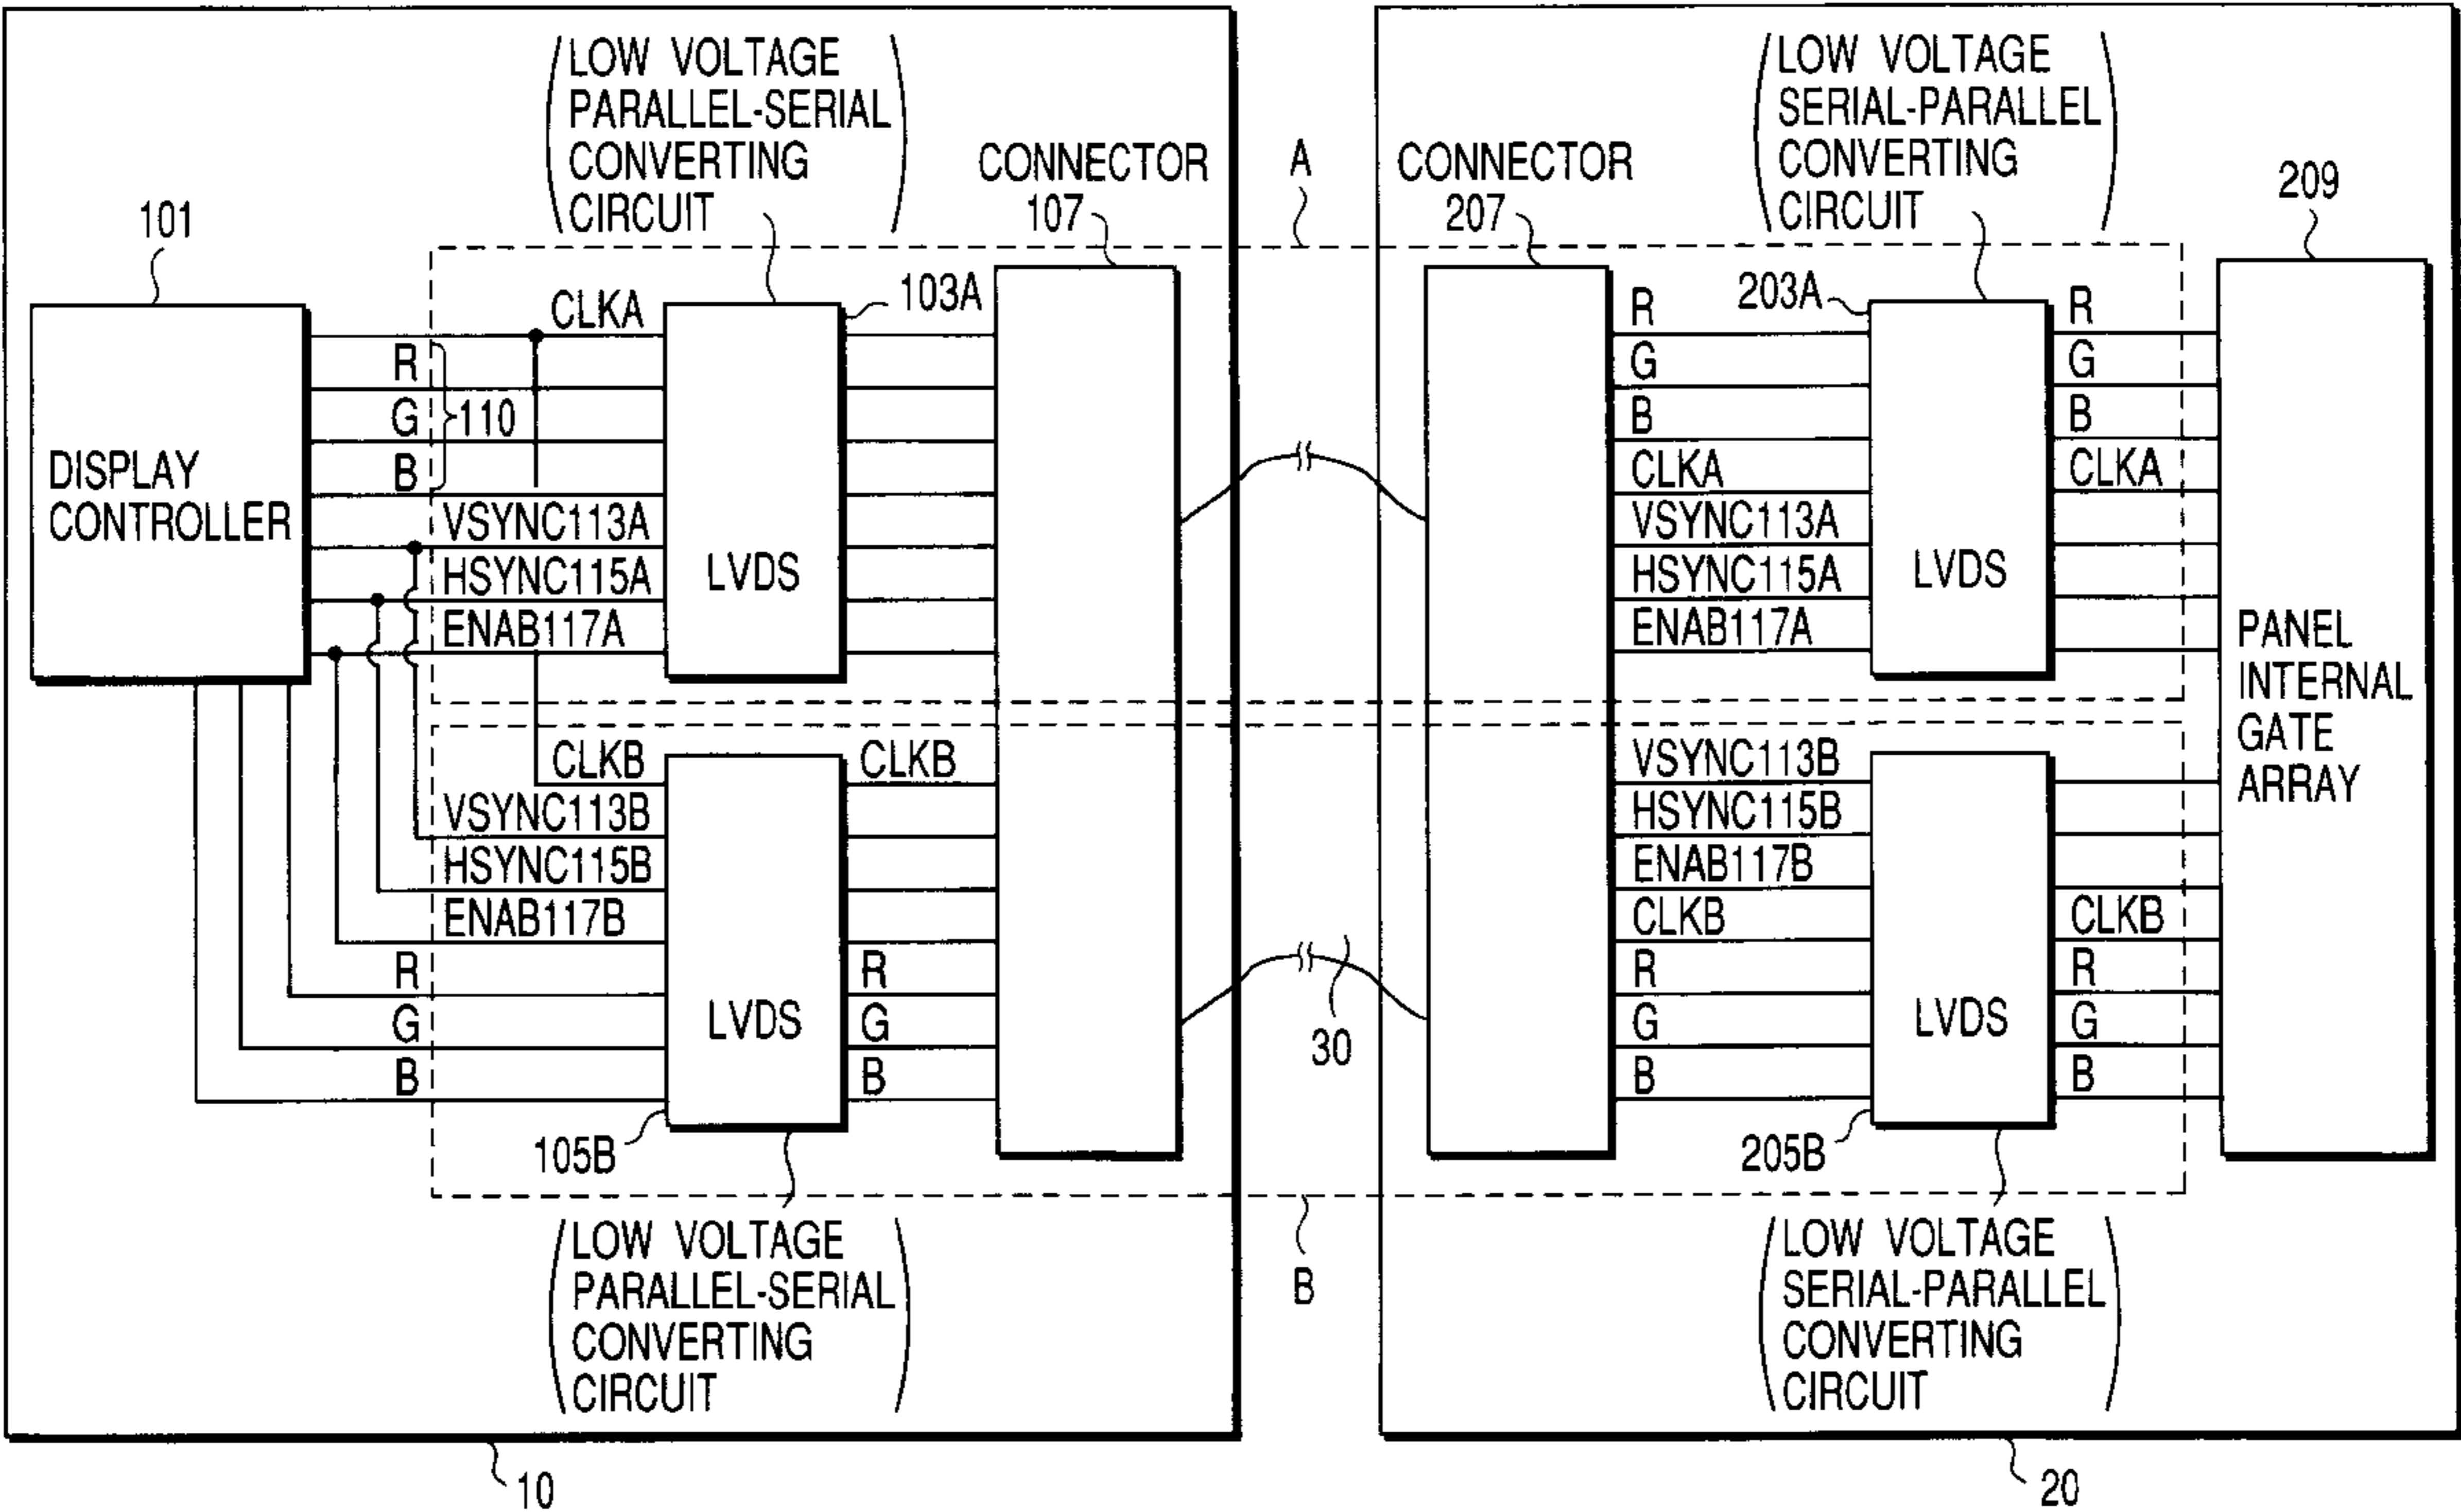 LOW VOLTAGE
PARALLEL-SERIAL
CONVERTING
CIRCUIT
CONNECTOR
107
A
CONNECTOR
207
LOW VOLTAGE
SERIAL-PARALLEL
CONVERTING
CIRCUIT
209
101
DISPLAY
CONTROLLER
CLKA
R
G
B
110
VSYNC113A
HSYNC115A
ENAB117A
103A
LVDS
CLKB
VSYNC113B
HSYNC115B
ENAB117B
R
G
B
LVDS
105B
CLKB
R
G
B
LOW VOLTAGE
PARALLEL-SERIAL
CONVERTING
CIRCUIT
10
30
B
R
G
B
CLKA
VSYNC113A
HSYNC115A
ENAB117A
203A
LVDS
R
G
B
CLKA
VSYNC113B
HSYNC115B
ENAB117B
CLKB
R
G
B
LVDS
205B
CLKB
R
G
B
PANEL
INTERNAL
GATE
ARRAY
LOW VOLTAGE
SERIAL-PARALLEL
CONVERTING
CIRCUIT
20